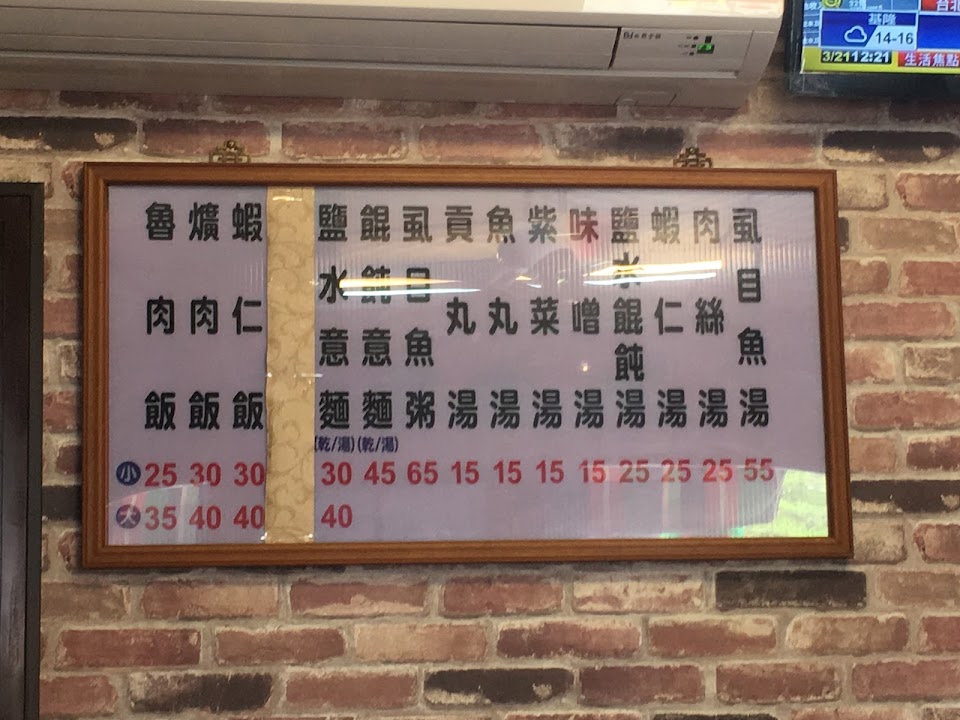 基隆
14-16
3/21 12:21 生活焦點
虱目魚湯
肉絲湯
蝦仁湯
鹽水餛飩湯
味噌湯
紫菜湯
魚丸湯
貢丸湯
虱目魚粥
餛飩意麵
鹽水意麵
蝦仁飯
爌肉飯
魯肉飯
(乾/湯) (乾/湯)
小 25 30 30 30 45 65 15 15 15 15 25 25 25 55
大 35 40 40 40